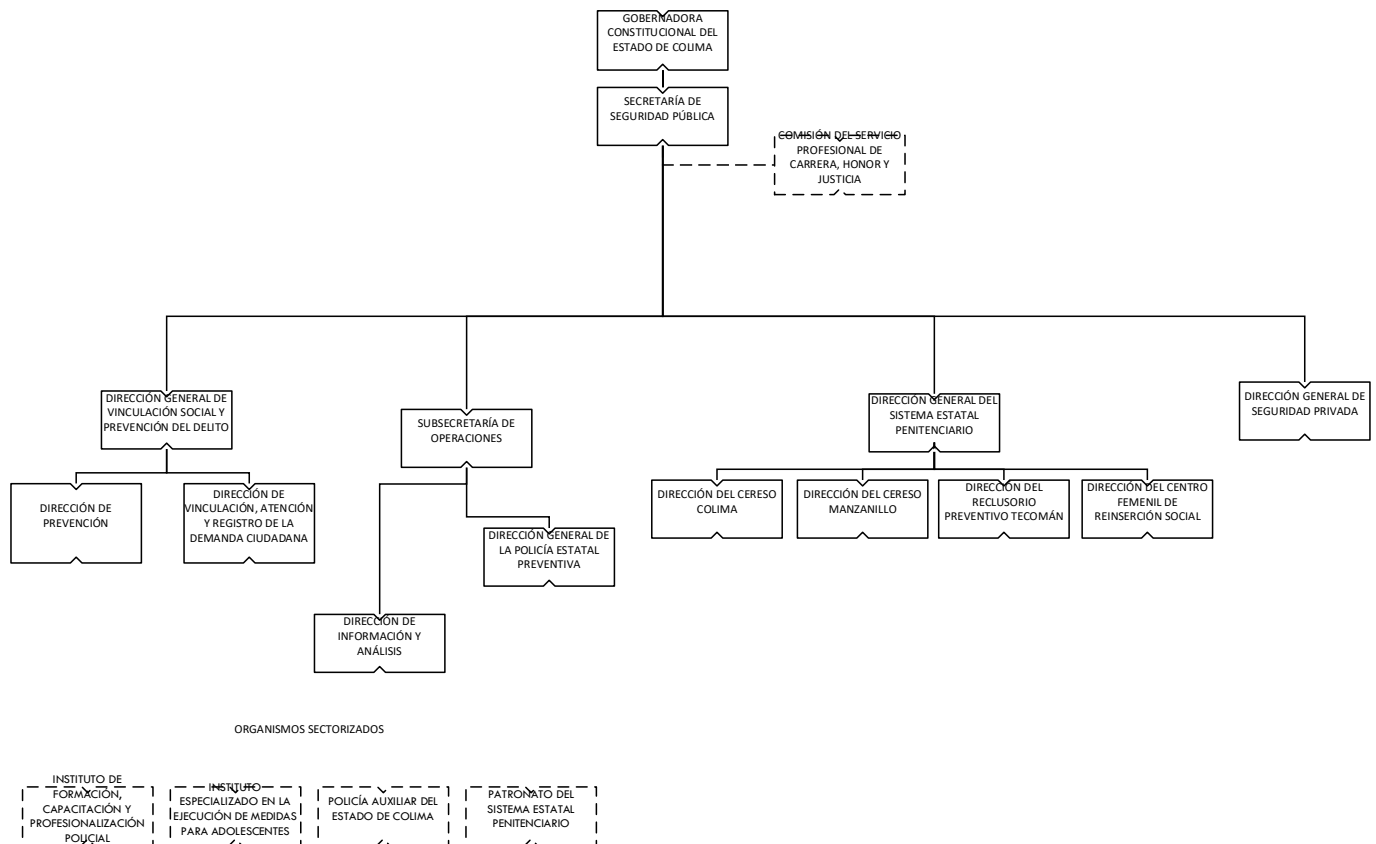 GOBERNADORA
CONSTITUCIONAL DEL
ESTADO DE COLIMA
SECRETARÍA DE
SEGURIDAD PÚBLICA
COMISIÓN DEL SERVICIO
PROFESIONAL DE
CARRERA, HONOR Y
JUSTICIA
DIRECCIÓN GENERAL DE
VINCULACIÓN SOCIAL Y
PREVENCIÓN DEL DELITO
SUBSECRETARÍA DE
OPERACIONES
DIRECCIÓN GENERAL DEL
SISTEMA ESTATAL
PENITENCIARIO
DIRECCIÓN GENERAL DE
SEGURIDAD PRIVADA
DIRECCIÓN DE
PREVENCIÓN
DIRECCIÓN DE
VINCULACIÓN, ATENCIÓN
Y REGISTRO DE LA
DEMANDA CIUDADANA
DIRECCIÓN GENERAL DE
LA POLICÍA ESTATAL
PREVENTIVA
DIRECCIÓN DEL CERESO
COLIMA
DIRECCIÓN DEL CERESO
MANZANILLO
DIRECCIÓN DEL
RECLUSORIO
PREVENTIVO TECOMÁN
DIRECCIÓN DEL CENTRO
FEMENIL DE
REINSERCIÓN SOCIAL
DIRECCIÓN DE
INFORMACIÓN Y
ANÁLISIS
ORGANISMOS SECTORIZADOS
INSTITUTO DE
FORMACIÓN,
CAPACITACIÓN Y
PROFESIONALIZACIÓN
POLICIAL
INSTITUTO
ESPECIALIZADO EN LA
EJECUCIÓN DE MEDIDAS
PARA ADOLESCENTES
POLICÍA AUXILIAR DEL
ESTADO DE COLIMA
PATRONATO DEL
SISTEMA ESTATAL
PENITENCIARIO